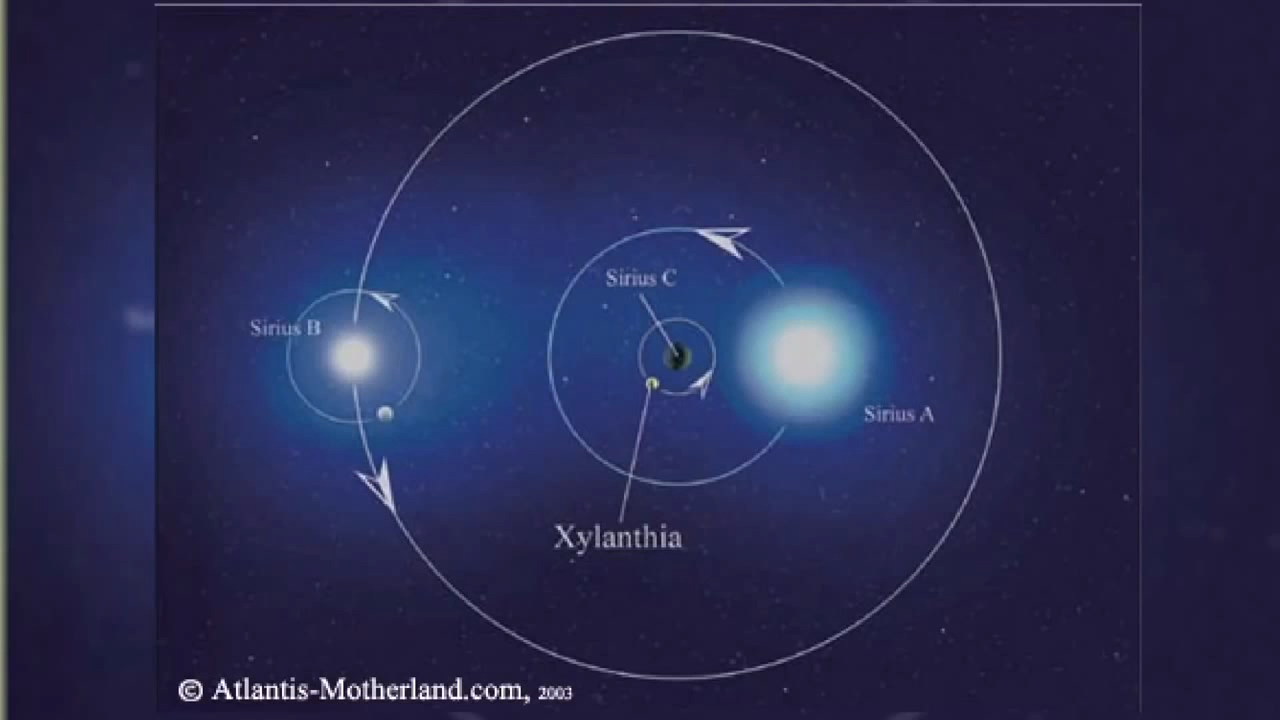 Sirius C
Sirius B
Sirius A
Xylanthia
© Atlantis-Motherland.com, 2003